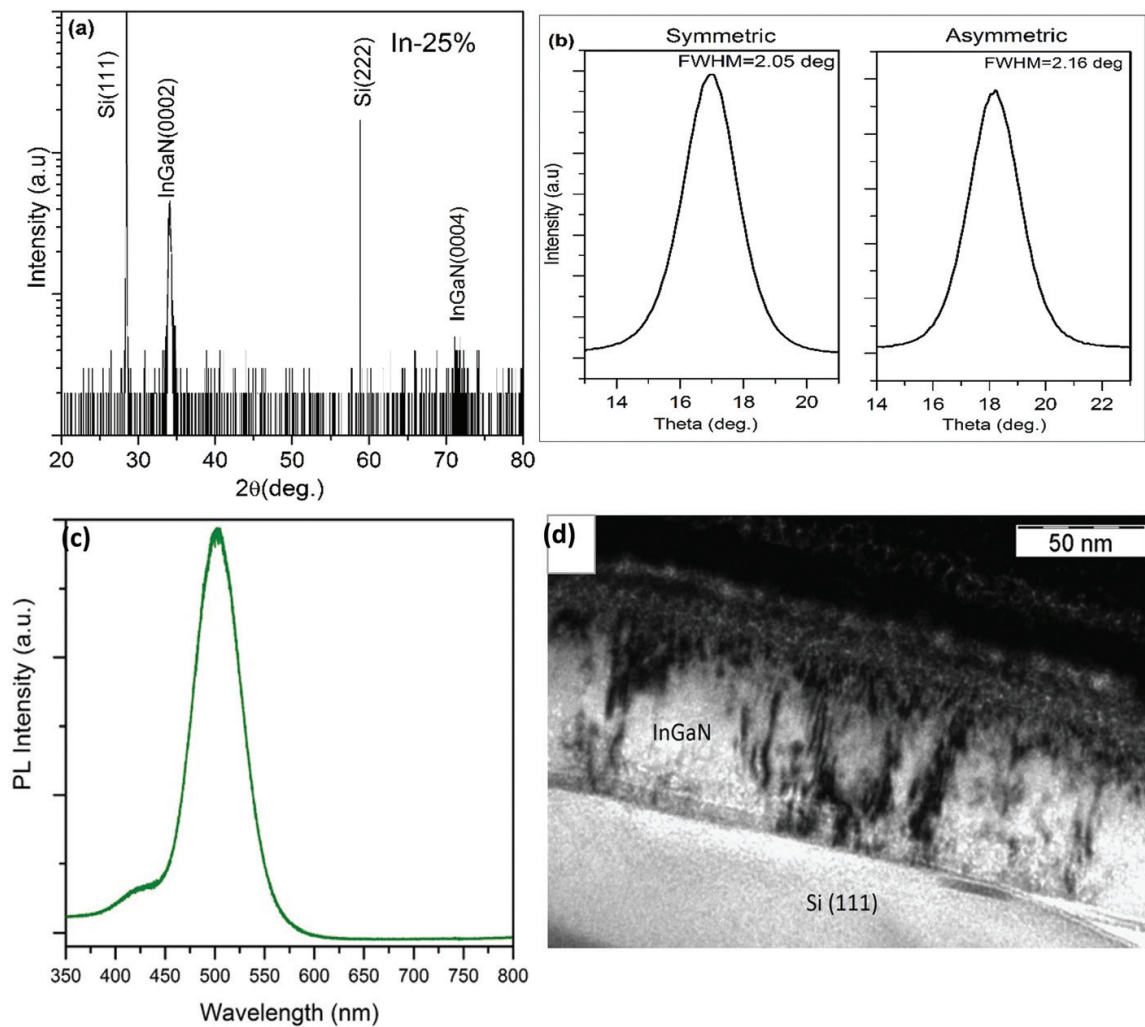 (a)
In-25%
Si(111)
InGaN(0002)
Si(222)
InGaN(0004)
Intensity (a.u)
20 30 40 50 60 70 80
2θ(deg.)
(b)
Symmetric
FWHM=2.05 deg
Intensity (a.u)
14 16 18 20
Theta (deg.)
Asymmetric
FWHM=2.16 deg
14 16 18 20 22
Theta (deg.)
(c)
PL Intensity (a.u.)
350 400 450 500 550 600 650 700 750 800
Wavelength (nm)
(d)
50 nm
InGaN
Si (111)